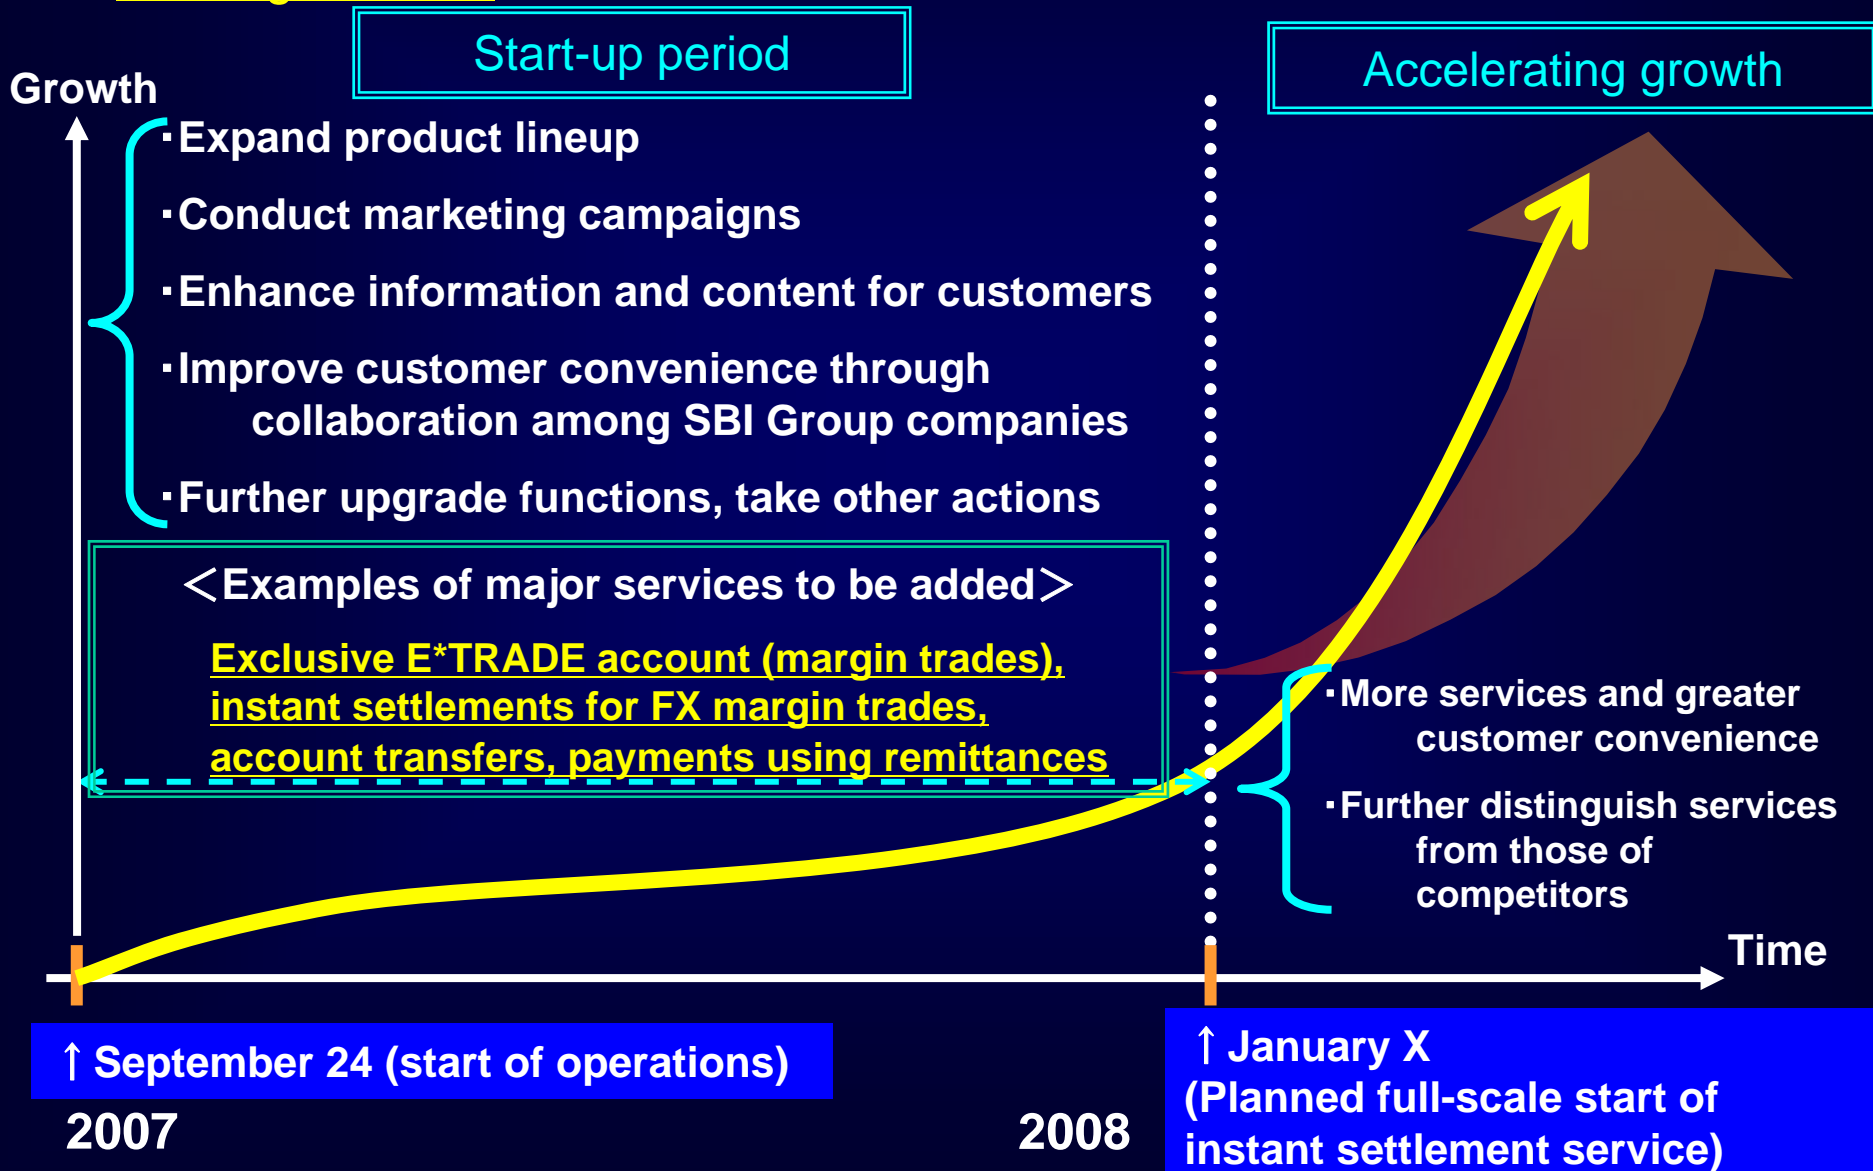 Start-up period
Accelerating growth
Growth
・Expand product lineup
・Conduct marketing campaigns
・Enhance information and content for customers
・Improve customer convenience through
collaboration among SBI Group companies
・Further upgrade functions, take other actions
＜Examples of major services to be added＞
Exclusive E*TRADE account (margin trades),
instant settlements for FX margin trades,
account transfers, payments using remittances
・More services and greater
customer convenience
・Further distinguish services
from those of
competitors
Time
↑September 24 (start of operations)
2007
2008
↑January X
(Planned full-scale start of
instant settlement service)